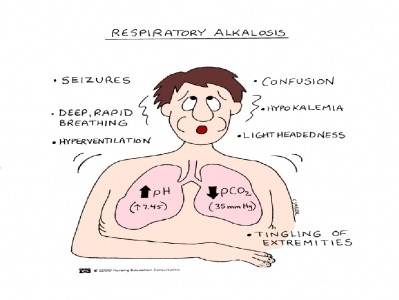 RESPIRATORY ALKALOSIS
• SEIZURES
• CONFUSION
• DEEP, RAPID
BREATHING
• HYPOKALEMIA
• HYPERVENTILATION
• LIGHTHEADEDNESS
↑ pH
(↑ 7.45)
↓ pCO₂
(35 mm Hg)
• TINGLING OF
EXTREMITIES
© 2000 Nursing Education Consultants